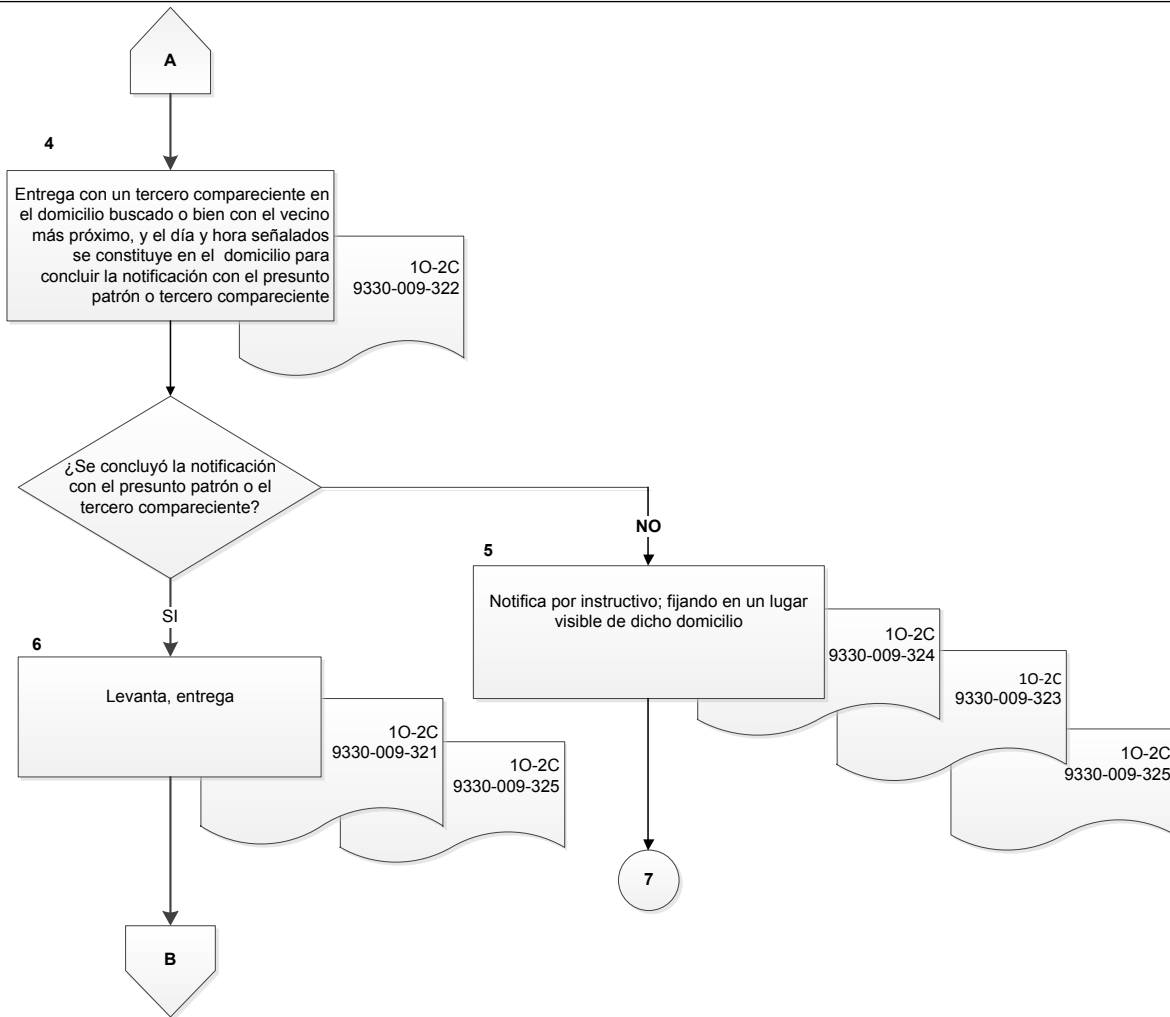 A
4
Entrega con un tercero compareciente en
el domicilio buscado o bien con el vecino
más próximo, y el día y hora señalados
se constituye en el domicilio para
concluir la notificación con el presunto
patrón o tercero compareciente
1O-2C
9330-009-322
¿Se concluyó la notificación
con el presunto patrón o el
tercero compareciente?
NO
5
Notifica por instructivo; fijando en un lugar
visible de dicho domicilio
1O-2C
9330-009-324
1O-2C
9330-009-323
1O-2C
9330-009-325
7
SI
6
Levanta, entrega
1O-2C
9330-009-321
1O-2C
9330-009-325
B